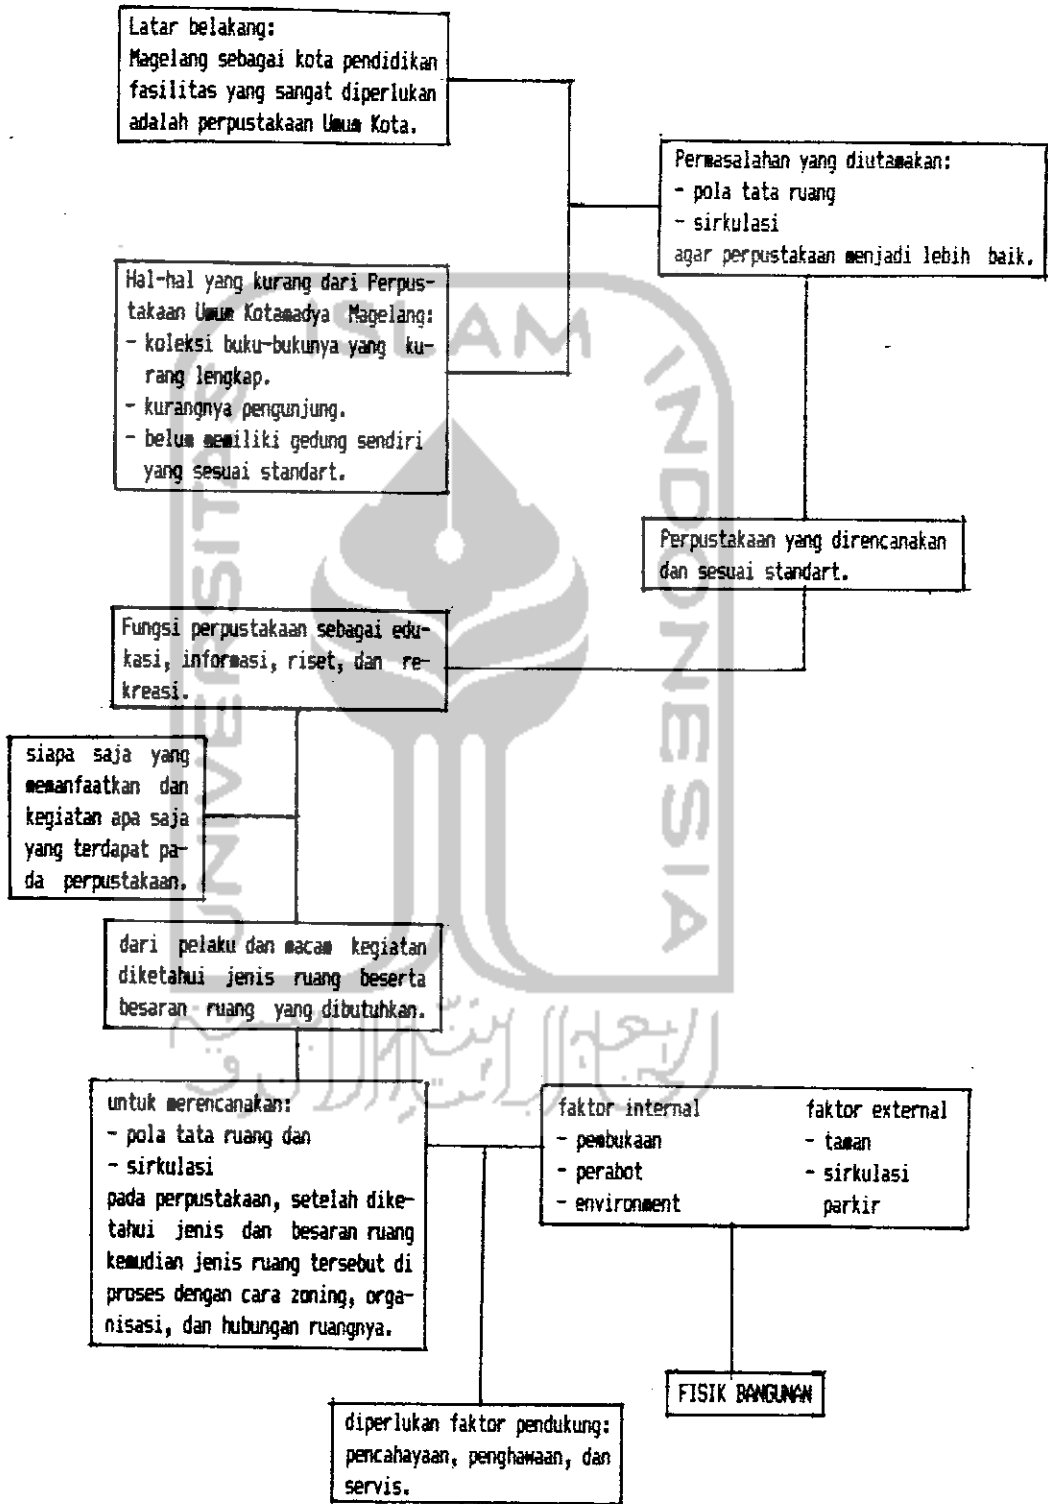 Latar belakang:
Magelang sebagai kota pendidikan
fasilitas yang sangat diperlukan
adalah perpustakaan Umum Kota.
Permasalahan yang diutamakan:
- pola tata ruang
- sirkulasi
agar perpustakaan menjadi lebih baik.
Hal-hal yang kurang dari Perpus-
takaan Umum Kotamadya Magelang:
- koleksi buku-bukunya yang ku-
rang lengkap.
- kurangnya pengunjung.
- belum memiliki gedung sendiri
yang sesuai standart.
Perpustakaan yang direncanakan
dan sesuai standart.
Fungsi perpustakaan sebagai edu-
kasi, informasi, riset, dan re-
kreasi.
siapa saja yang
memanfaatkan dan
kegiatan apa saja
yang terdapat pa-
da perpustakaan.
dari pelaku dan macam kegiatan
diketahui jenis ruang beserta
besaran ruang yang dibutuhkan.
untuk merencanakan:
- pola tata ruang dan
- sirkulasi
pada perpustakaan, setelah dike-
tahui jenis dan besaran ruang
kemudian jenis ruang tersebut di
proses dengan cara zoning, orga-
nisasi, dan hubungan ruangnya.
faktor internal
- pembukaan
- perabot
- environment
faktor external
- taman
- sirkulasi
parkir
FISIK BANGUNAN
diperlukan faktor pendukung:
pencahayaan, penghawaan, dan
servis.
UNIVERSITAS
ISLAM
INDONESIA